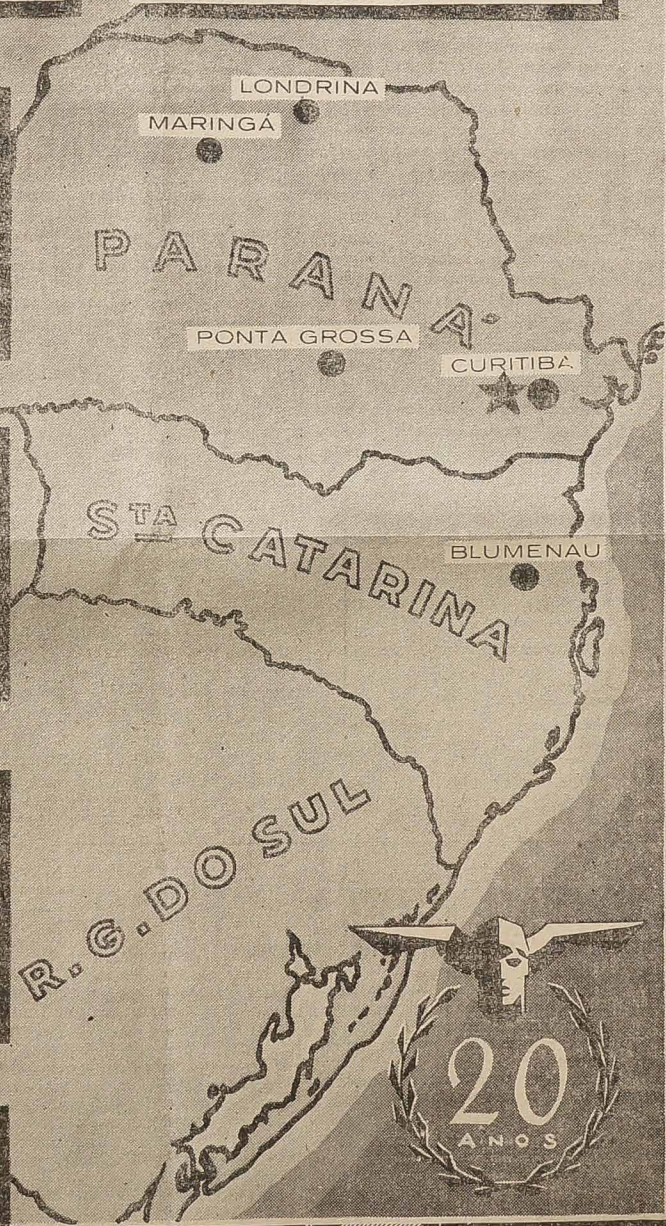 LONDRINA
MARINGÁ
PARANÁ
PONTA GROSSA
CURITIBA
STA CATARINA
BLUMENAU
R.G.DO SUL
20
ANOS